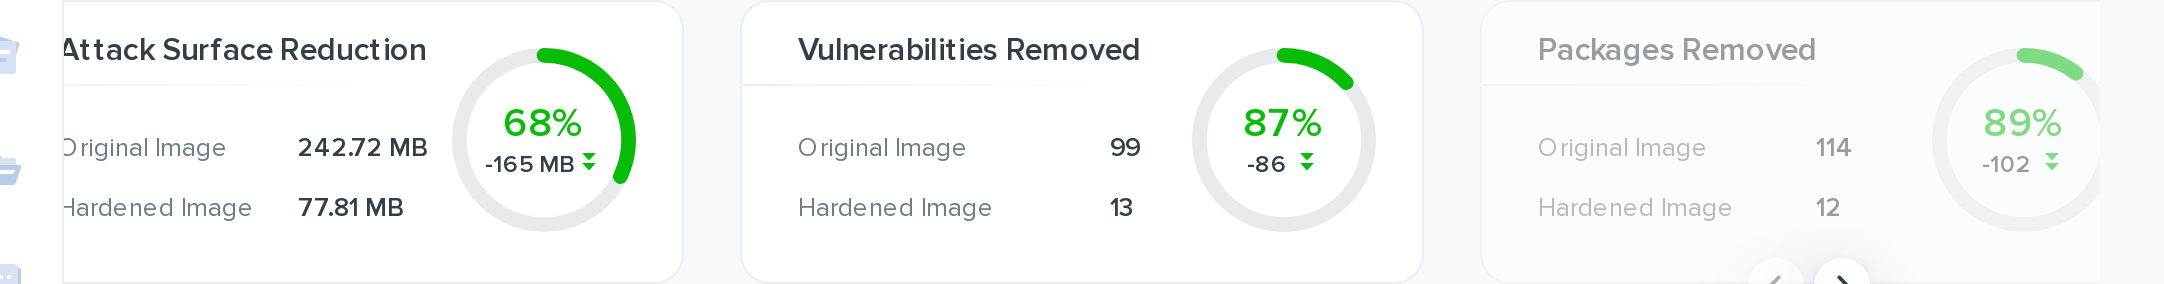 Attack Surface Reduction
Original Image 242.72 MB
Hardened Image 77.81 MB
68%
-165 MB
Vulnerabilities Removed
Original Image 99
Hardened Image 13
87%
-86
Packages Removed
Original Image 114
Hardened Image 12
89%
-102